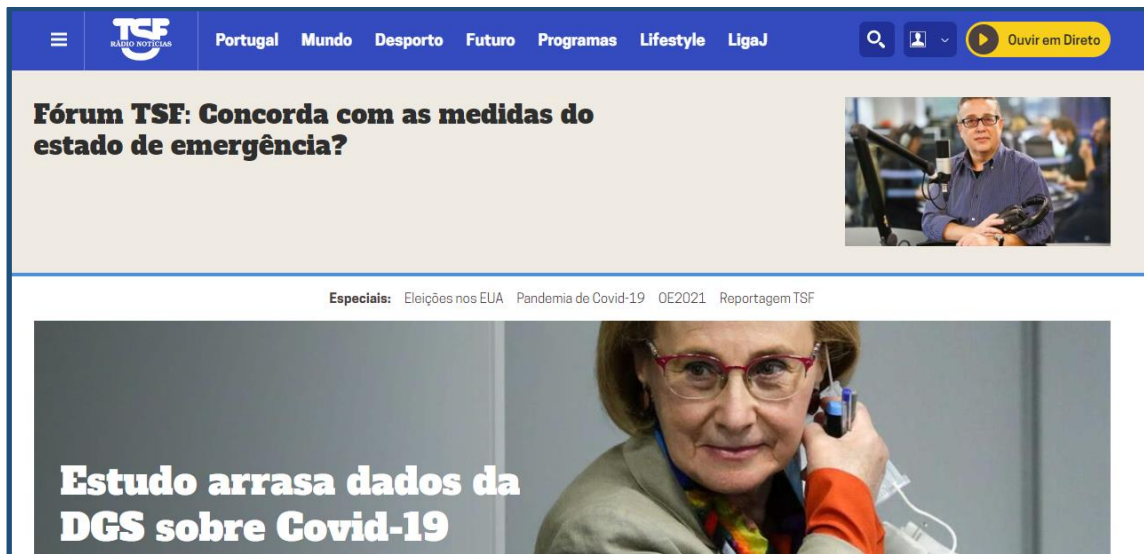 TSF
RÁDIO NOTÍCIAS
Portugal Mundo Desporto Futuro Programas Lifestyle LigaJ
Ouvir em Direto
Fórum TSF: Concorda com as medidas do
estado de emergência?
Especiais: Eleições nos EUA Pandemia de Covid-19 OE2021 Reportagem TSF
Estudo arrasa dados da
DGS sobre Covid-19